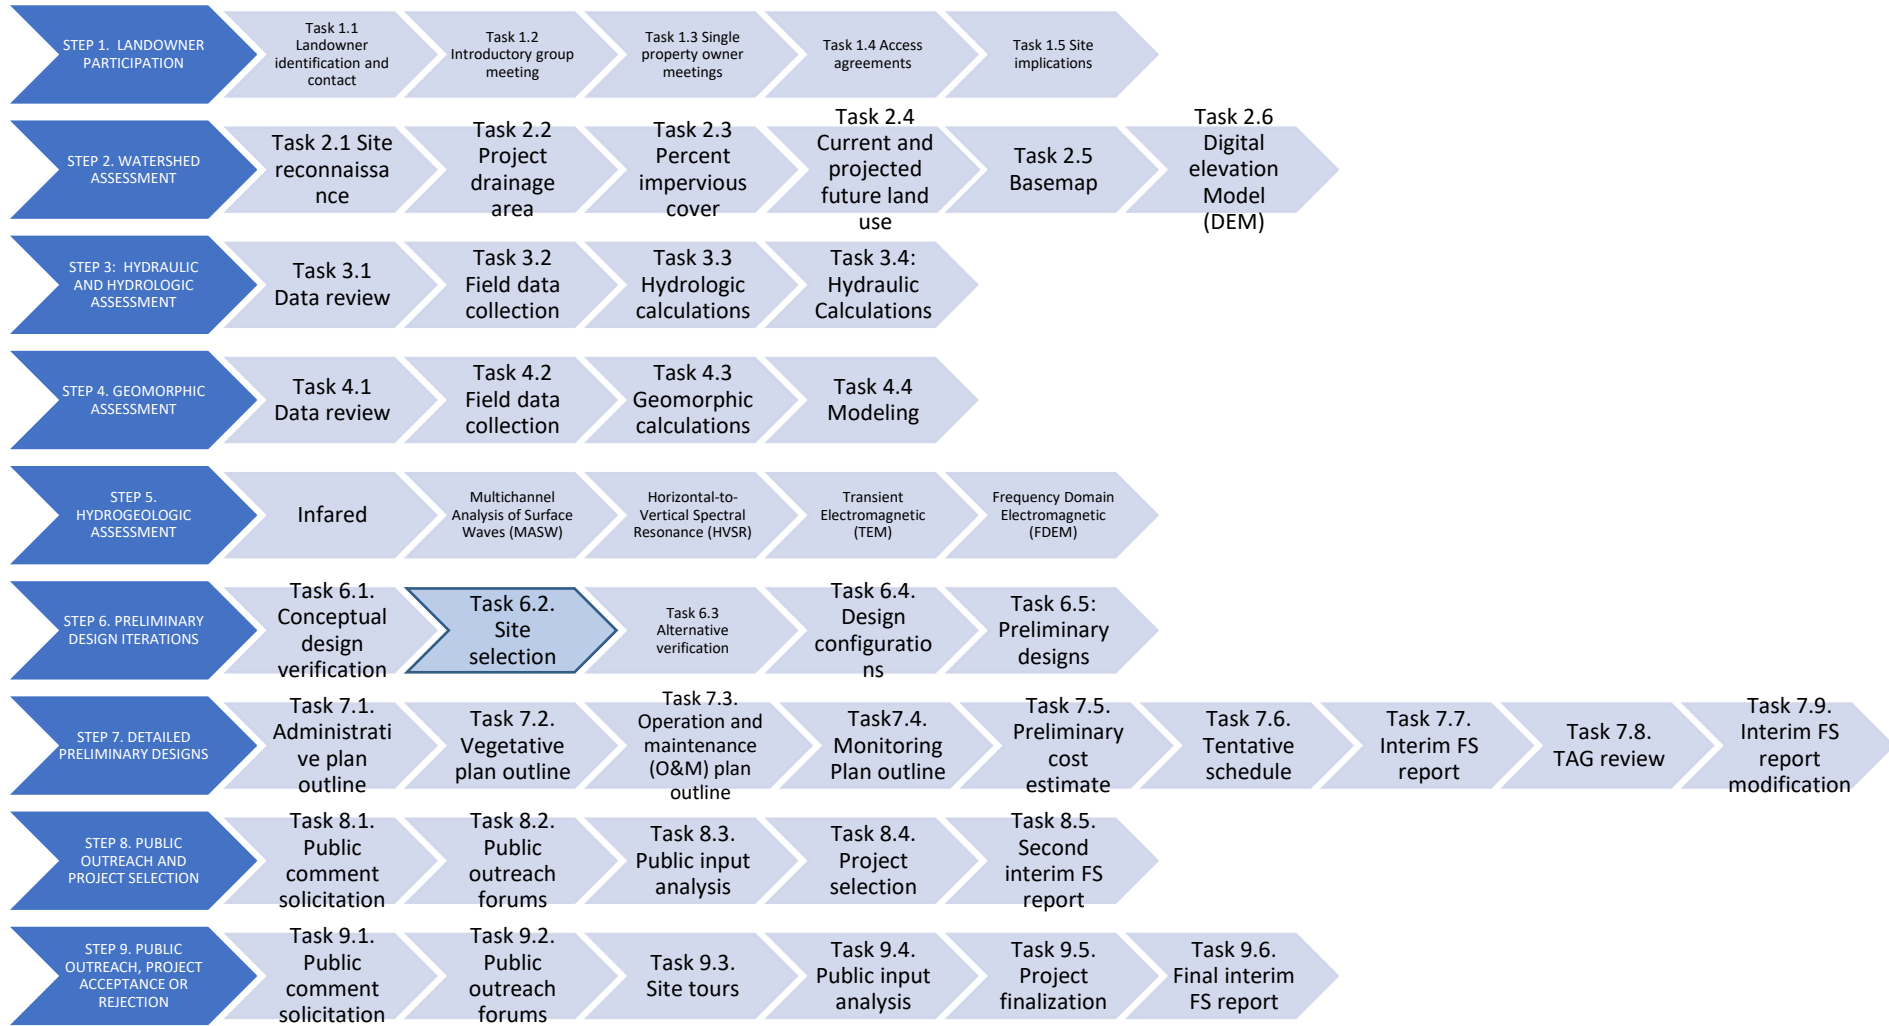 STEP 1.  LANDOWNER
PARTICIPATION
Task 1.1
Landowner
identification and
contact
Task 1.2
Introductory group
meeting
Task 1.3 Single
property owner
meetings
Task 1.4 Access
agreements
Task 1.5 Site
implications
STEP 2. WATERSHED
ASSESSMENT
Task 2.1 Site
reconnaissa
nce
Task 2.2
Project
drainage
area
Task 2.3
Percent
impervious
cover
Task 2.4
Current and
projected
future land
use
Task 2.5
Basemap
Task 2.6
Digital
elevation
Model
(DEM)
STEP 3:  HYDRAULIC
AND HYDROLOGIC
ASSESSMENT
Task 3.1
Data review
Task 3.2
Field data
collection
Task 3.3
Hydrologic
calculations
Task 3.4:
Hydraulic
Calculations
STEP 4. GEOMORPHIC
ASSESSMENT
Task 4.1
Data review
Task 4.2
Field data
collection
Task 4.3
Geomorphic
calculations
Task 4.4
Modeling
STEP 5.
HYDROGEOLOGIC
ASSESSMENT
Infared
Multichannel
Analysis of Surface
Waves (MASW)
Horizontal-to-
Vertical Spectral
Resonance (HVSR)
Transient
Electromagnetic
(TEM)
Frequency Domain
Electromagnetic
(FDEM)
STEP 6. PRELIMINARY
DESIGN ITERATIONS
Task 6.1.
Conceptual
design
verification
Task 6.2.
Site
selection
Task 6.3
Alternative
verification
Task 6.4.
Design
configuratio
ns
Task 6.5:
Preliminary
designs
STEP 7. DETAILED
PRELIMINARY DESIGNS
Task 7.1.
Administrati
ve plan
outline
Task 7.2.
Vegetative
plan outline
Task 7.3.
Operation and
maintenance
(O&M) plan
outline
Task7.4.
Monitoring
Plan outline
Task 7.5.
Preliminary
cost
estimate
Task 7.6.
Tentative
schedule
Task 7.7.
Interim FS
report
Task 7.8.
TAG review
Task 7.9.
Interim FS
report
modification
STEP 8. PUBLIC
OUTREACH AND
PROJECT SELECTION
Task 8.1.
Public
comment
solicitation
Task 8.2.
Public
outreach
forums
Task 8.3.
Public input
analysis
Task 8.4.
Project
selection
Task 8.5.
Second
interim FS
report
STEP 9. PUBLIC
OUTREACH, PROJECT
ACCEPTANCE OR
REJECTION
Task 9.1.
Public
comment
solicitation
Task 9.2.
Public
outreach
forums
Task 9.3.
Site tours
Task 9.4.
Public input
analysis
Task 9.5.
Project
finalization
Task 9.6.
Final interim
FS report